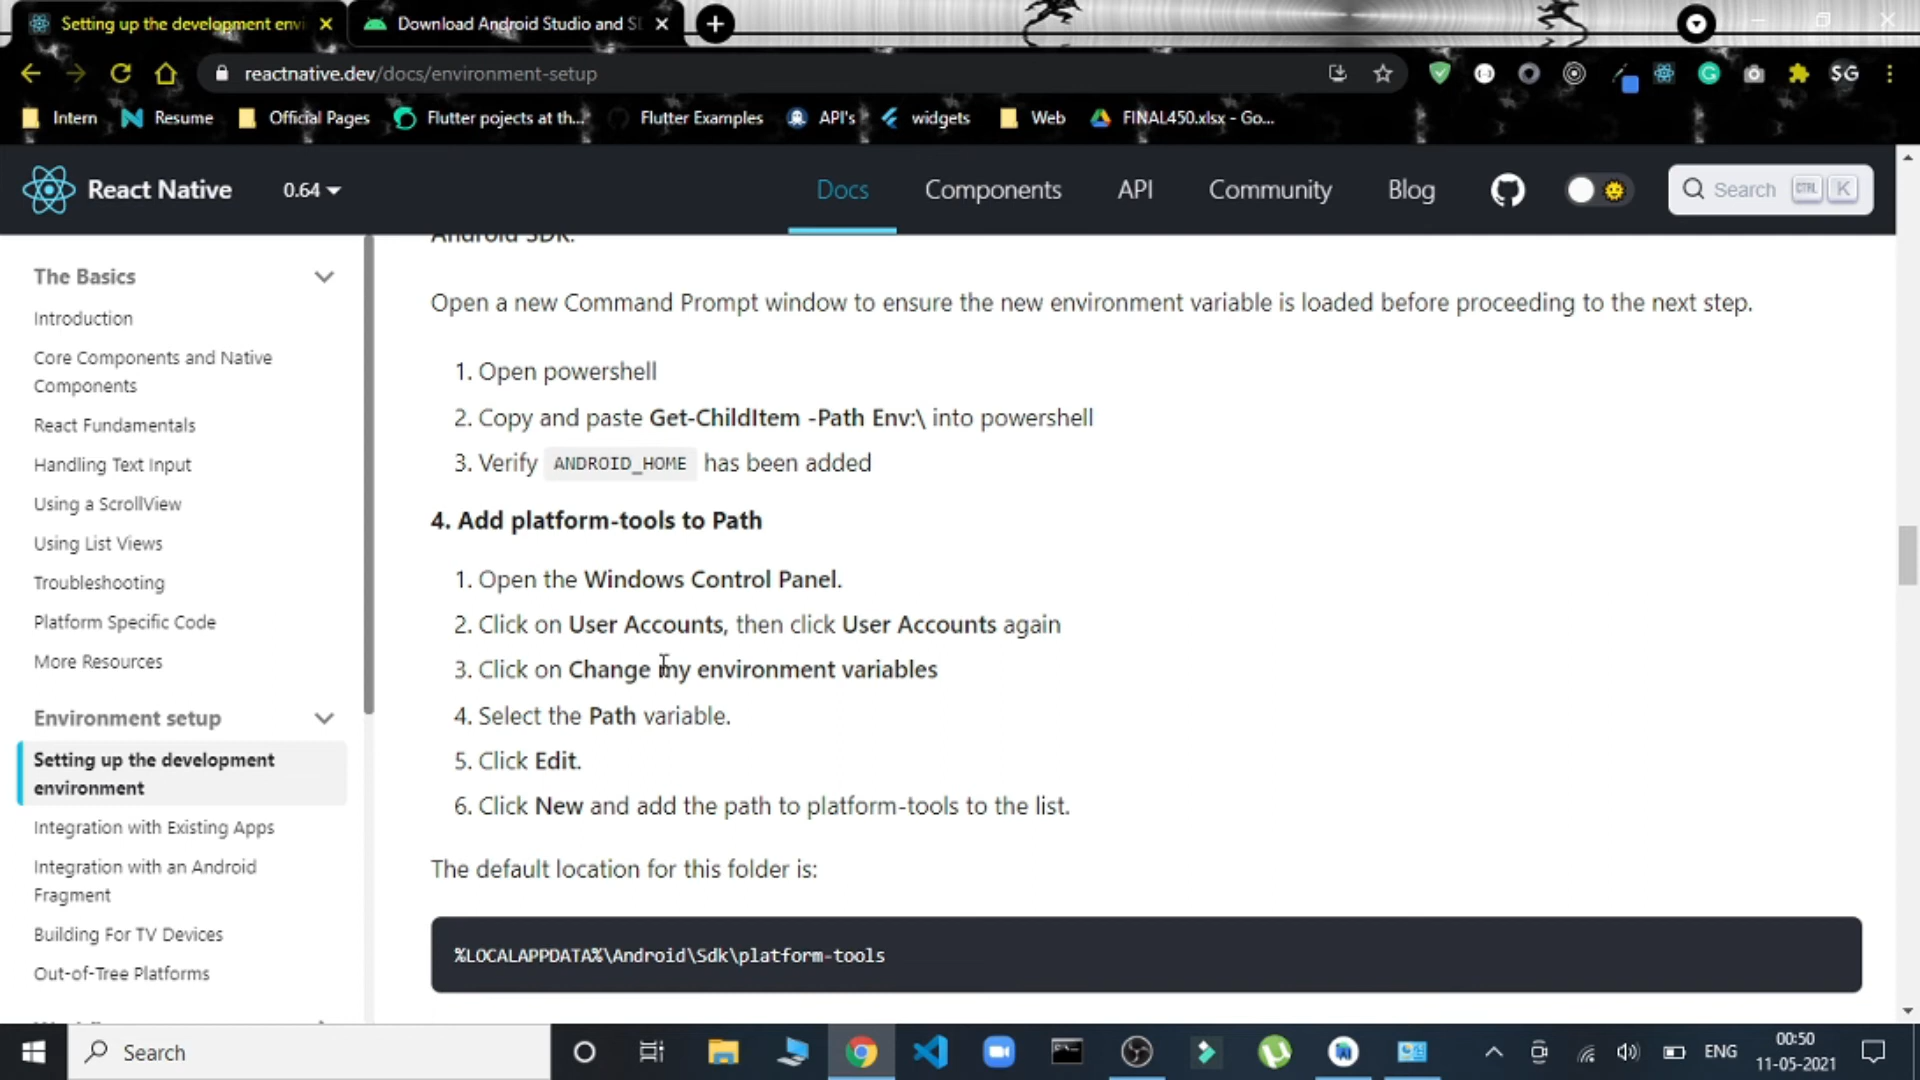 Setting up the development envi
Download Android Studio and S
reactnative.dev/docs/environment-setup
SG
Intern
Resume
Official Pages
Flutter pojects at th...
Flutter Examples
API's
widgets
Web
FINAL450.xlsx - Go...
React Native
0.64
Docs
Components
API
Community
Blog
Search
CTRL
K
The Basics
Introduction
Core Components and Native
Components
React Fundamentals
Handling Text Input
Using a ScrollView
Using List Views
Troubleshooting
Platform Specific Code
More Resources
Environment setup
Setting up the development
environment
Integration with Existing Apps
Integration with an Android
Fragment
Building For TV Devices
Out-of-Tree Platforms
Android SDK.
Open a new Command Prompt window to ensure the new environment variable is loaded before proceeding to the next step.
1. Open powershell
2. Copy and paste Get-ChildItem -Path Env:\ into powershell
3. Verify ANDROID_HOME has been added
4. Add platform-tools to Path
1. Open the Windows Control Panel.
2. Click on User Accounts, then click User Accounts again
3. Click on Change my environment variables
4. Select the Path variable.
5. Click Edit.
6. Click New and add the path to platform-tools to the list.
The default location for this folder is:
%LOCALAPPDATA%\Android\Sdk\platform-tools
Search
ENG
00:50
11-05-2021